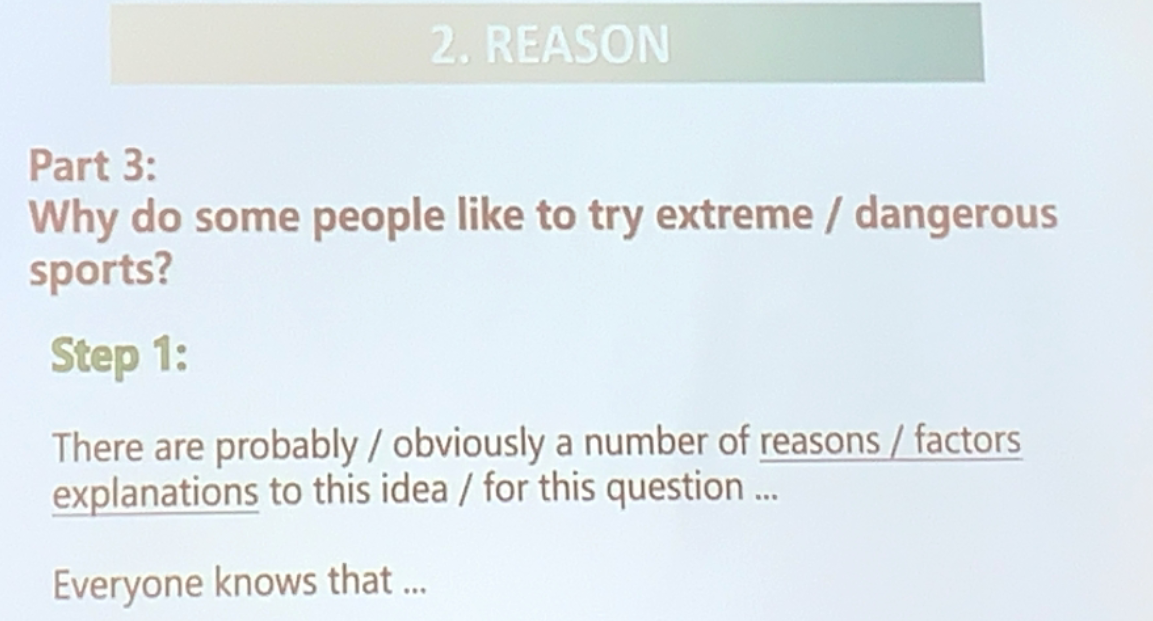 2. REASON
Part 3:
Why do some people like to try extreme / dangerous
sports?
Step 1:
There are probably / obviously a number of reasons / factors
explanations to this idea / for this question ...
Everyone knows that ...